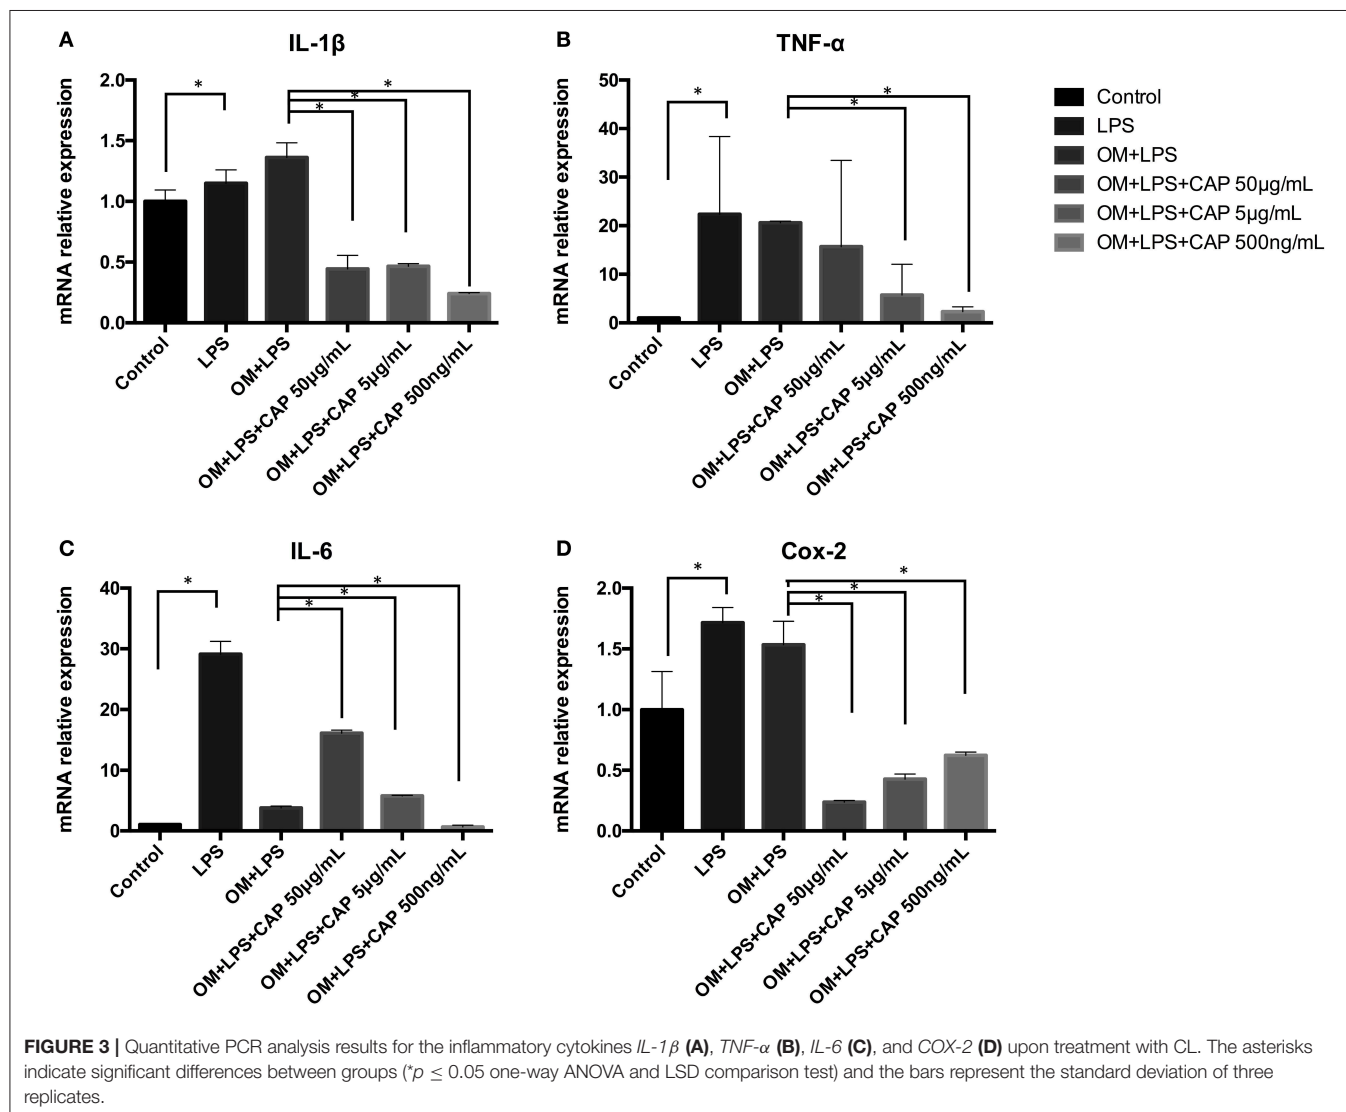 A
IL-1β
mRNA relative expression
2.0
1.5
1.0
0.5
0.0
*
*
*
*
Control
LPS
OM+LPS
OM+LPS+CAP 50µg/mL
OM+LPS+CAP 5µg/mL
OM+LPS+CAP 500ng/mL
B
TNF-α
mRNA relative expression
50
40
30
20
10
0
*
*
*
Control
LPS
OM+LPS
OM+LPS+CAP 50µg/mL
OM+LPS+CAP 5µg/mL
OM+LPS+CAP 500ng/mL
Control
LPS
OM+LPS
OM+LPS+CAP 50µg/mL
OM+LPS+CAP 5µg/mL
OM+LPS+CAP 500ng/mL
C
IL-6
mRNA relative expression
40
30
20
10
0
*
*
*
*
Control
LPS
OM+LPS
OM+LPS+CAP 50µg/mL
OM+LPS+CAP 5µg/mL
OM+LPS+CAP 500ng/mL
D
Cox-2
mRNA relative expression
2.0
1.5
1.0
0.5
0.0
*
*
*
*
Control
LPS
OM+LPS
OM+LPS+CAP 50µg/mL
OM+LPS+CAP 5µg/mL
OM+LPS+CAP 500ng/mL
FIGURE 3 | Quantitative PCR analysis results for the inflammatory cytokines IL-1β (A), TNF-α (B), IL-6 (C), and COX-2 (D) upon treatment with CL. The asterisks
indicate significant differences between groups (*p ≤ 0.05 one-way ANOVA and LSD comparison test) and the bars represent the standard deviation of three
replicates.